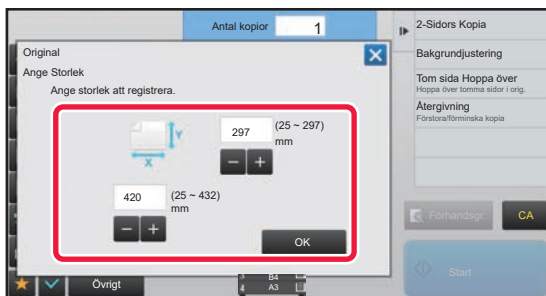 Antal kopior 1
2-Sidors Kopia
Original
Bakgrundjustering
Ange Storlek
Tom sida Hoppa över
Hoppa över tomma sidor i orig.
Ange storlek att registrera.
Återgivning
Förstora/förminska kopia
Y
X
297 (25 ~ 297)
mm
− +
420 (25 ~ 432)
mm
− +
OK
Förhandsgr.
CA
Övrigt
3 B4
4 A3
Start